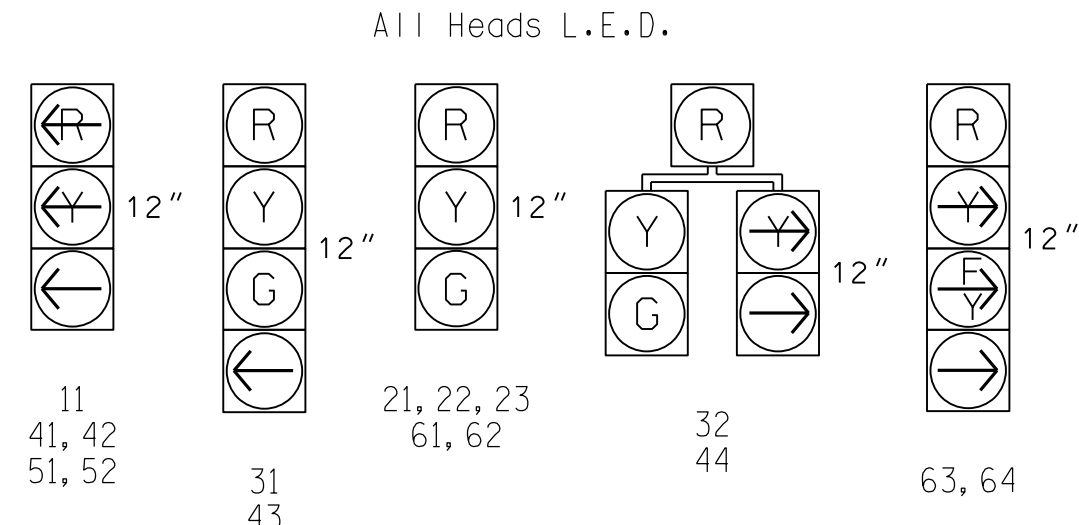 All Heads L.E.D.
R
Y
12"
11
41, 42
51, 52
R
Y
G
12"
31
43
R
Y
G
12"
21, 22, 23
61, 62
R
Y
G
Y
12"
32
44
R
Y
F
Y
12"
63, 64